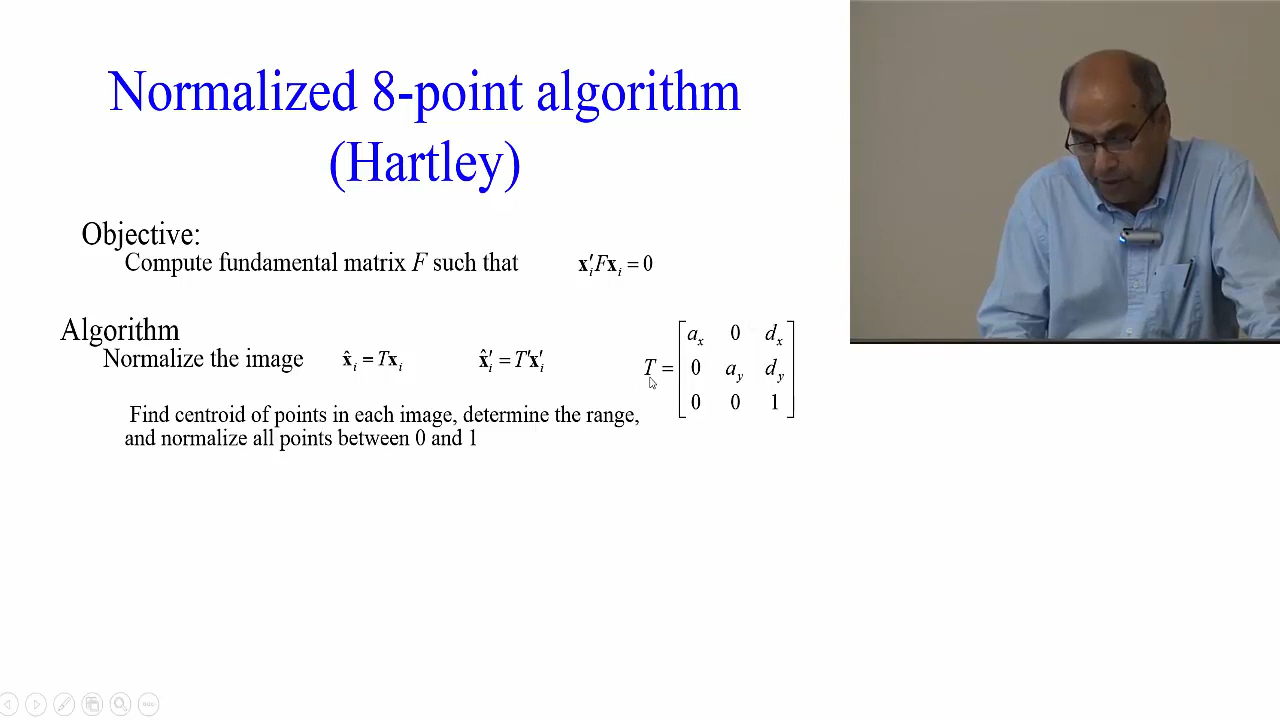 Normalized 8-point algorithm
(Hartley)
Objective:
Compute fundamental matrix F such that x′ᵢFxᵢ = 0
Algorithm
Normalize the image x̂ᵢ = Txᵢ x̂′ᵢ = T′x′ᵢ
T = [aₓ 0 dₓ
0 a_y d_y
0 0 1]
Find centroid of points in each image, determine the range,
and normalize all points between 0 and 1